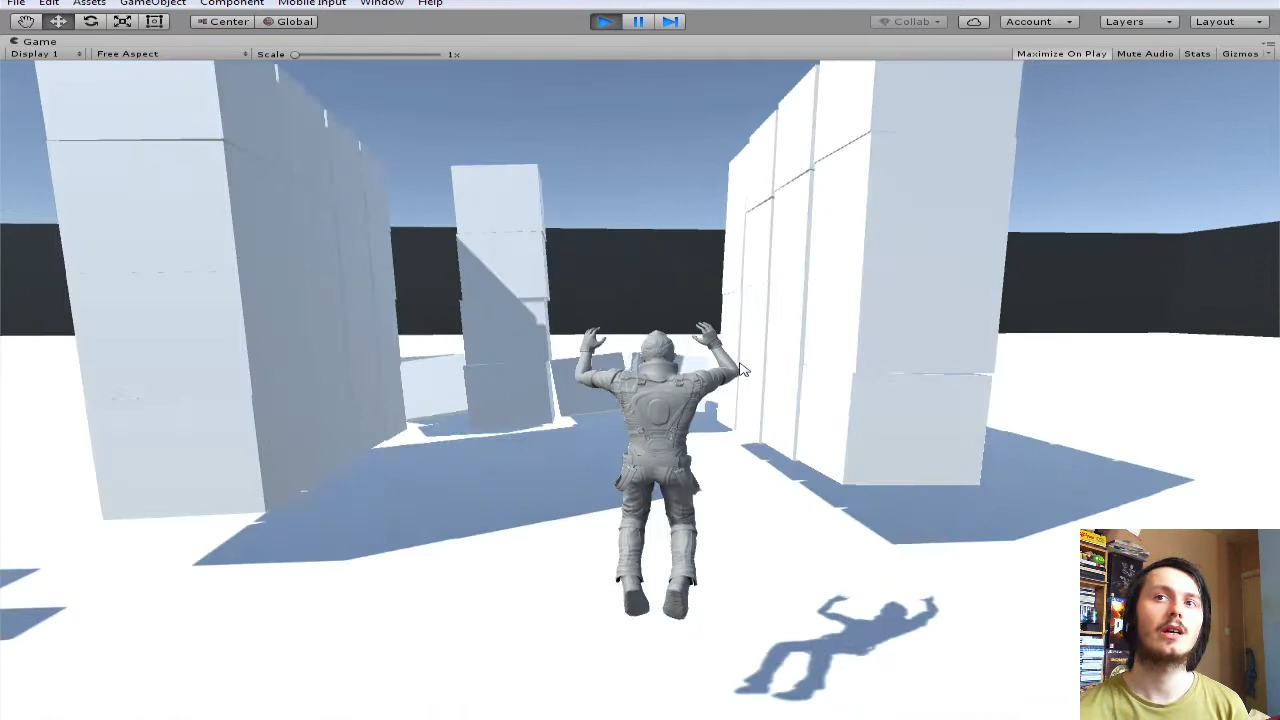 File Edit Assets GameObject Component Mobile Input Window Help
Center Global Collab Account Layers Layout
Game
Display 1 Free Aspect Scale 1x Maximize On Play Mute Audio Stats Gizmos